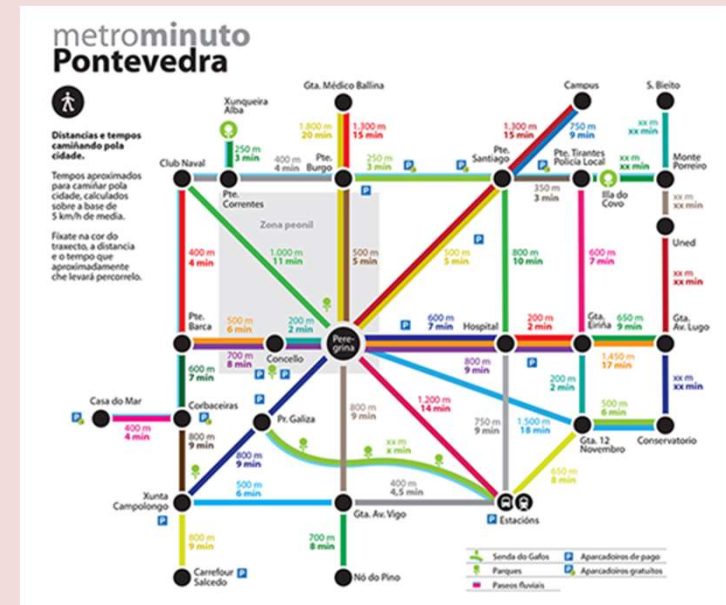 metrominuto
Pontevedra
Distancias e tempos
camiñando pola
cidade.
Tempos aproximados
para camiñar pola
cidade, calculados
sobre a base de
5 km/h de media.
Fíxate na cor do
traxecto, a distancia
e o tempo que
aproximadamente
che levará percorrelo.
Gta. Médico Ballina
Campus
S. Bieito
Xunqueira
Alba
1.800 m
20 min
1.300 m
15 min
1.300 m
15 min
750 m
9 min
xx m
xx min
Club Naval
250 m
3 min
400 m
4 min
Pte.
Burgo
250 m
3 min
Pte.
Santiago
Pte. Tirantes
Policía Local
xx m
xx min
Monte
Porreiro
Pte.
Correntes
350 m
3 min
Illa do
Covo
xx m
xx min
Zona peonil
Uned
400 m
4 min
1.000 m
11 min
500 m
5 min
500 m
5 min
800 m
10 min
600 m
7 min
xx m
xx min
Pte.
Barca
500 m
6 min
200 m
2 min
Pere-
grina
600 m
7 min
Hospital
200 m
2 min
Gta.
Eiriña
650 m
9 min
Gta.
Av. Lugo
700 m
8 min
Concello
800 m
9 min
1.450 m
17 min
600 m
7 min
200 m
2 min
xx m
xx min
Casa do Mar
Corbaceiras
400 m
4 min
800 m
9 min
Pr. Galiza
800 m
9 min
1.200 m
14 min
750 m
9 min
1.500 m
18 min
500 m
6 min
Gta. 12
Novembro
Conservatorio
800 m
9 min
xx m
x min
650 m
8 min
Xunta
Campolongo
500 m
6 min
Gta. Av. Vigo
400 m
4,5 min
Estacións
800 m
9 min
700 m
8 min
Carrefour
Salcedo
Nó do Pino
Senda do Gafos
Aparcadoiros de pago
Parques
Aparcadoiros gratuitos
Paseos fluviais